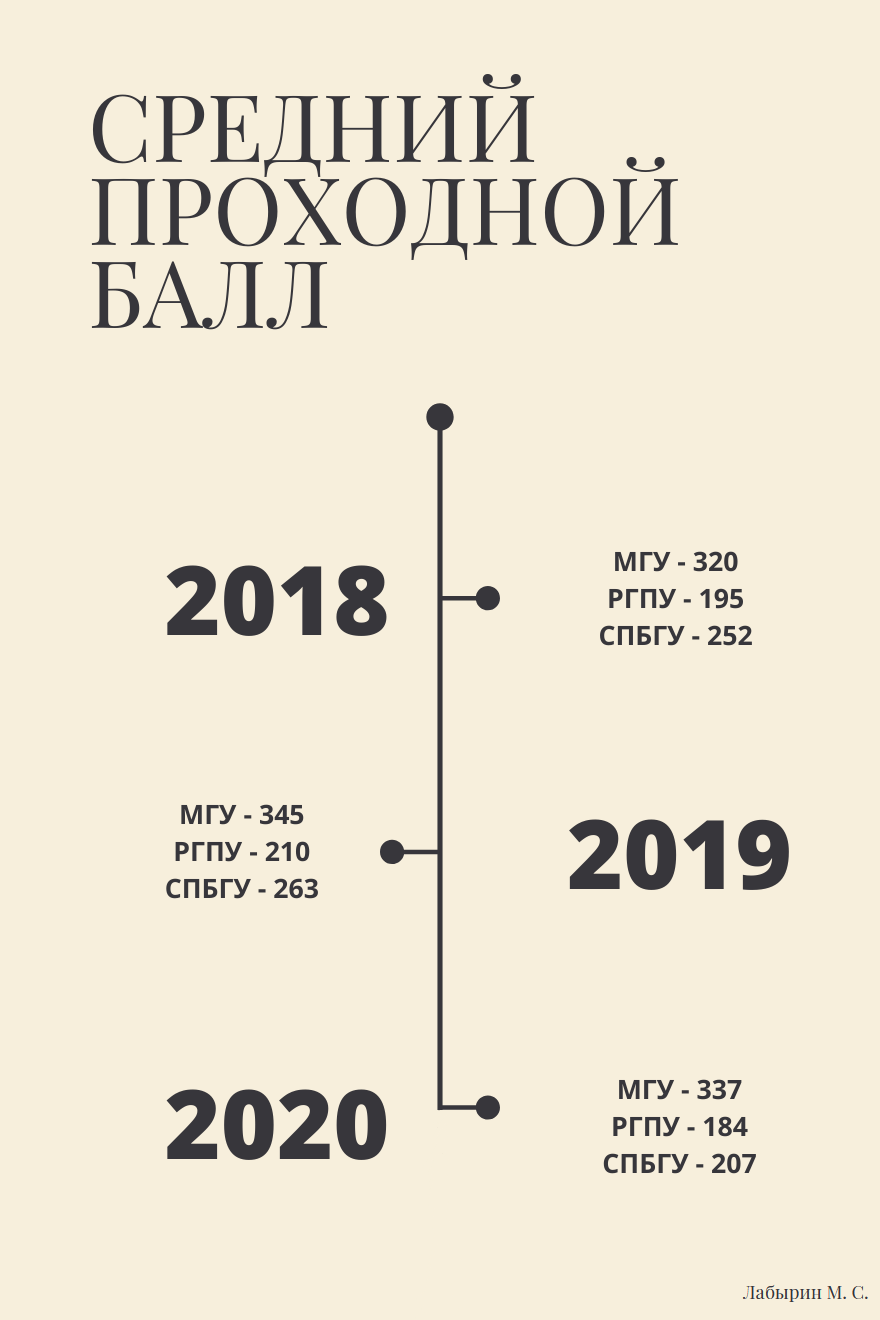 СРЕДНИЙ
ПРОХОДНОЙ
БАЛЛ
2018
МГУ - 320
РГПУ - 195
СПБГУ - 252
МГУ - 345
РГПУ - 210
СПБГУ - 263
2019
2020
МГУ - 337
РГПУ - 184
СПБГУ - 207
Лабырин М. С.